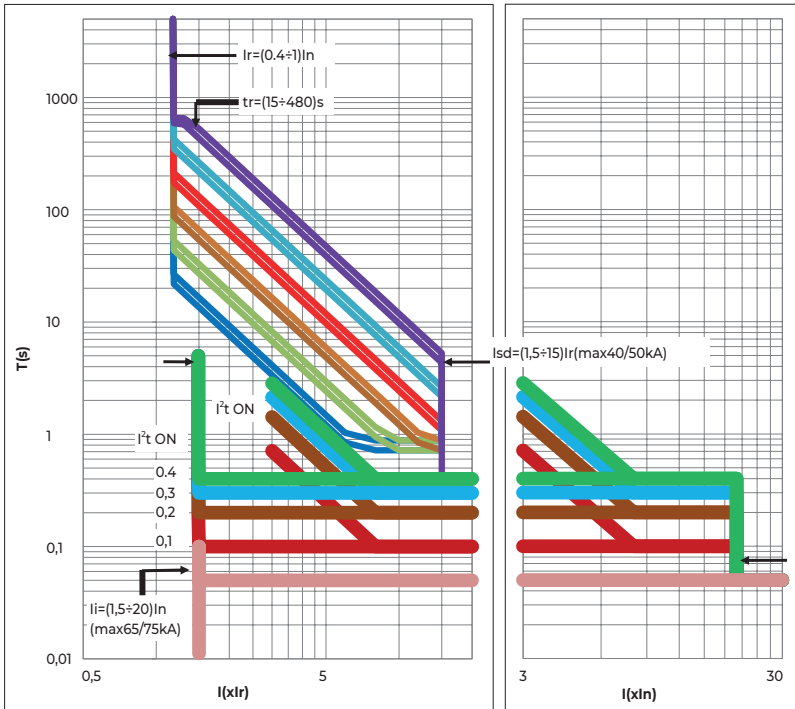 Ir=(0.4÷1)In
1000
tr=(15÷480)s
100
10
T(s)
Isd=(1,5÷15)Ir(max40/50kA)
I²t ON
I²t ON
1
0.4
0,3
0,2
0,1
0,1
Ii=(1,5÷20)In
(max65/75kA)
0,01
0,5
5
I(xIr)
3
30
I(xIn)